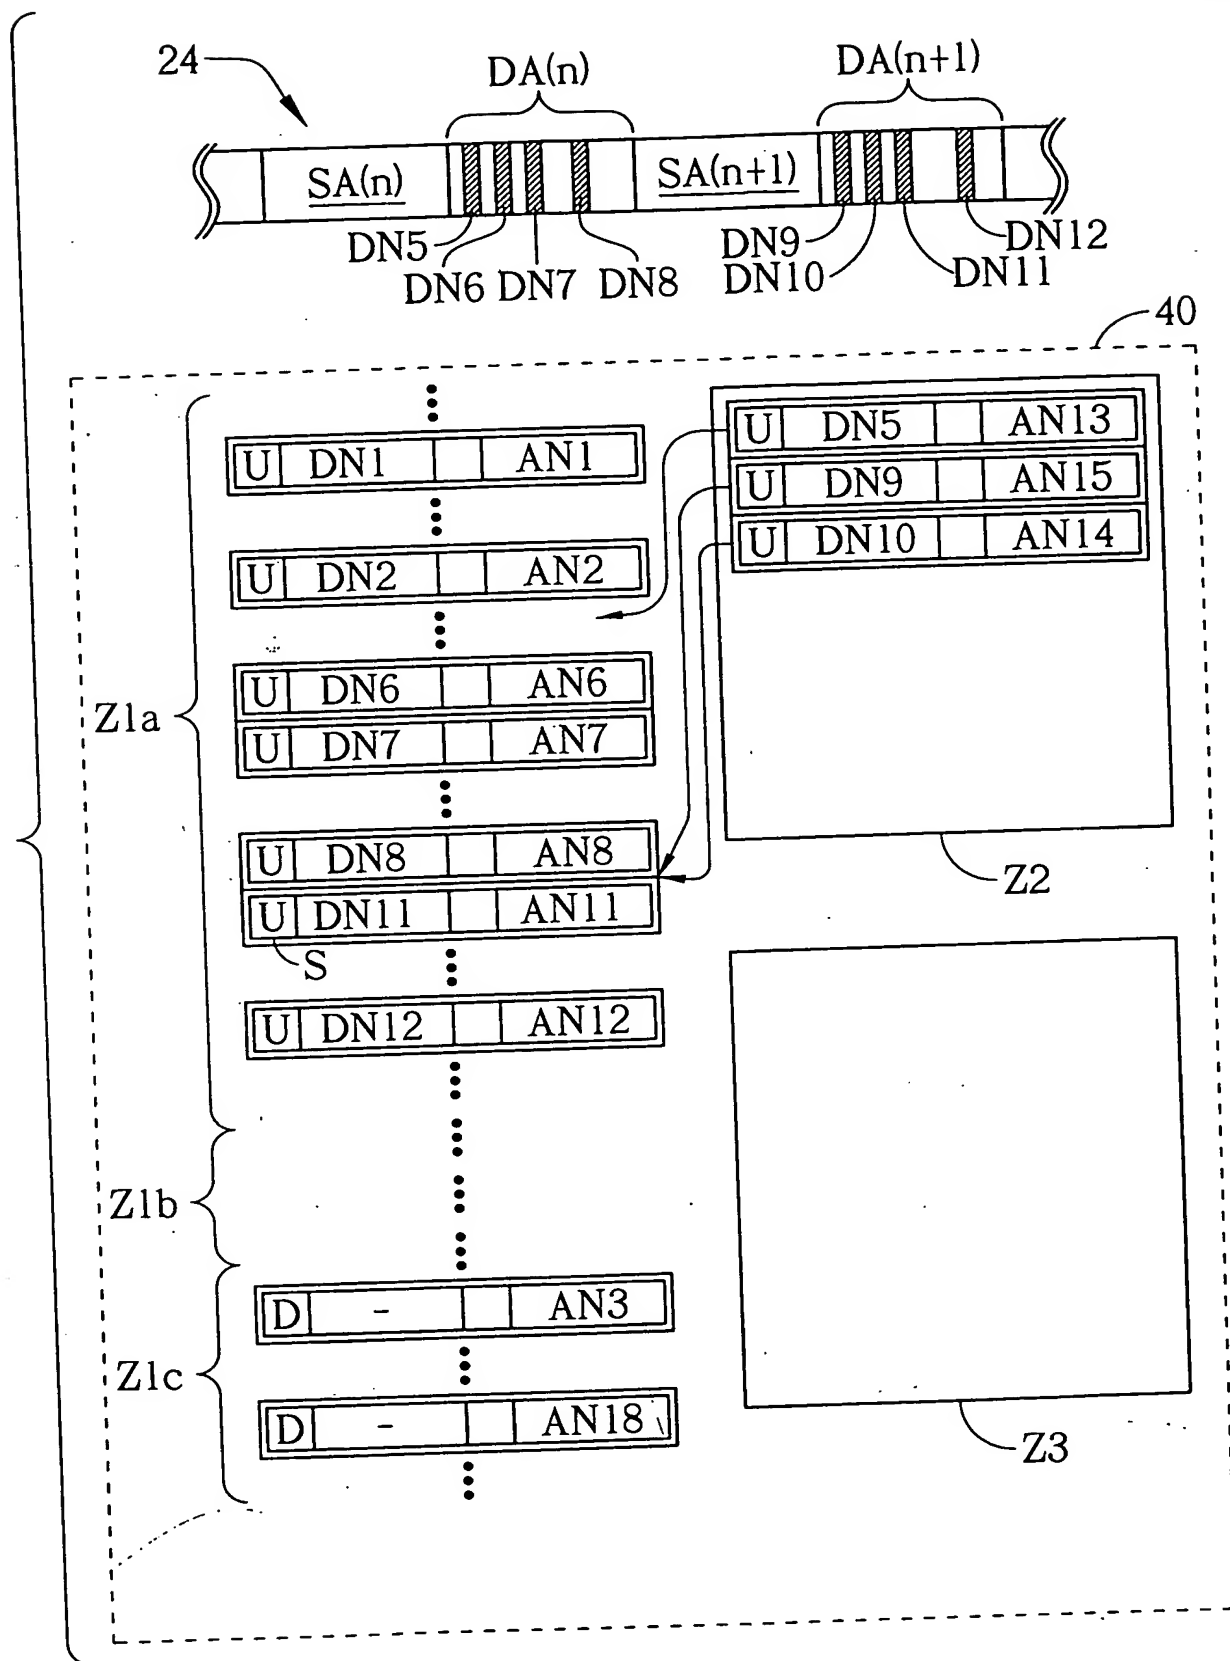 24
DA(n)
DA(n+1)
SA(n)
SA(n+1)
DN5
DN6
DN7
DN8
DN9
DN10
DN11
DN12
40
U DN1 AN1
U DN2 AN2
U DN6 AN6
U DN7 AN7
U DN8 AN8
U DN11 AN11
S
U DN12 AN12
Z1a
Z1b
D - AN3
D - AN18
Z1c
U DN5 AN13
U DN9 AN15
U DN10 AN14
Z2
Z3